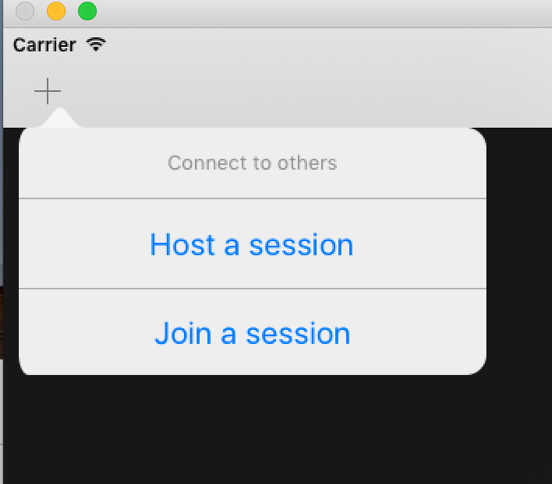 Carrier
Connect to others
Host a session
Join a session